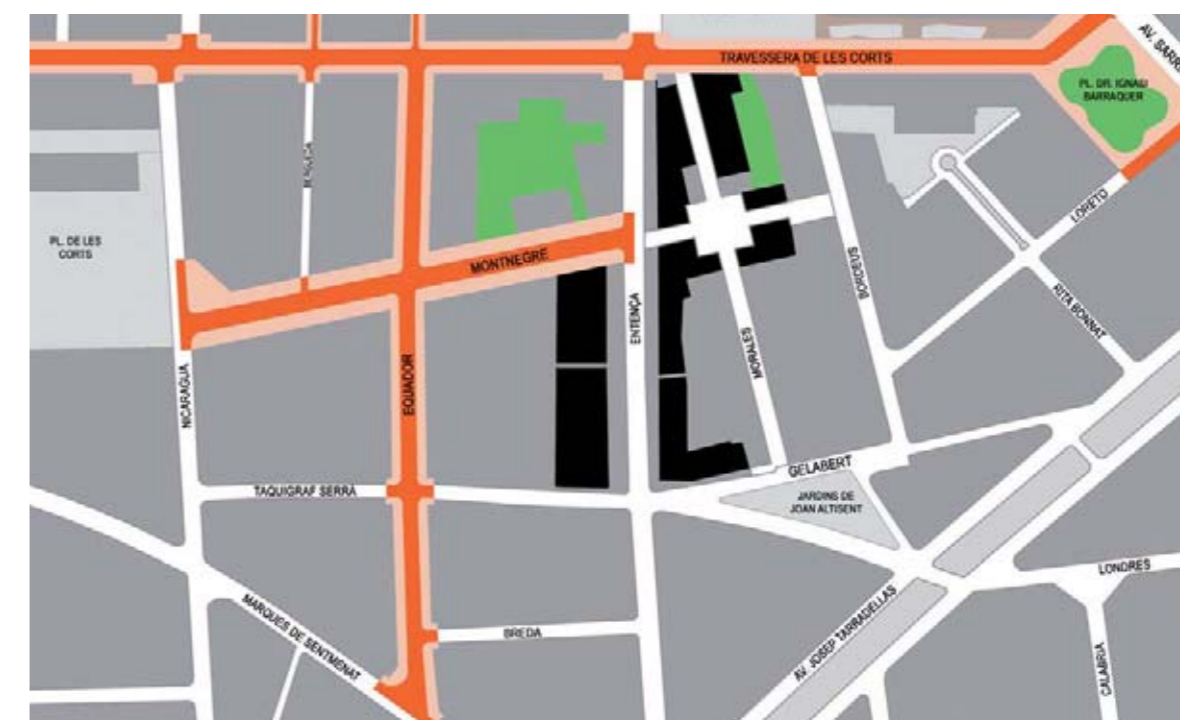 AV. SARRI
TRAVESSERA DE LES CORTS
PL. DR. IGNASI
BARRAQUER
BERGUEDÀ
LORETO
PL. DE LES
CORTS
MONTNEGRE
BORDEUS
RITA BONNAT
ENTENÇA
MORALES
NICARAGUA
EQUADOR
GELABERT
TAQUIGRAF SERRA
JARDINS DE
JOAN ALTISENT
LONDRES
MARQUES DE SENTMENAT
BREDA
AV. JOSEP TARRADELLAS
CALABRIA